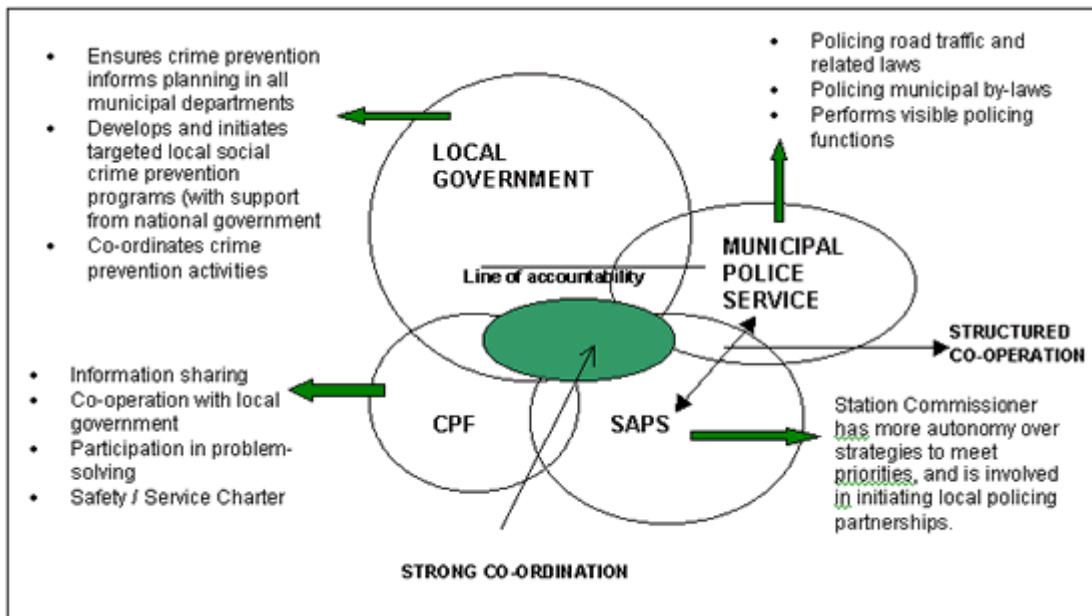 • Ensures crime prevention
informs planning in all
municipal departments
• Develops and initiates
targeted local social
crime prevention
programs (with support
from national government
• Co-ordinates crime
prevention activities
• Policing road traffic and
related laws
• Policing municipal by-laws
• Performs visible policing
functions
LOCAL
GOVERNMENT
MUNICIPAL
POLICE
SERVICE
Line of accountability
STRUCTURED
CO-OPERATION
• Information sharing
• Co-operation with local
government
• Participation in problem-
solving
• Safety / Service Charter
CPF
SAPS
Station Commissioner
has more autonomy over
strategies to meet
priorities, and is involved
in initiating local policing
partnerships.
STRONG CO-ORDINATION